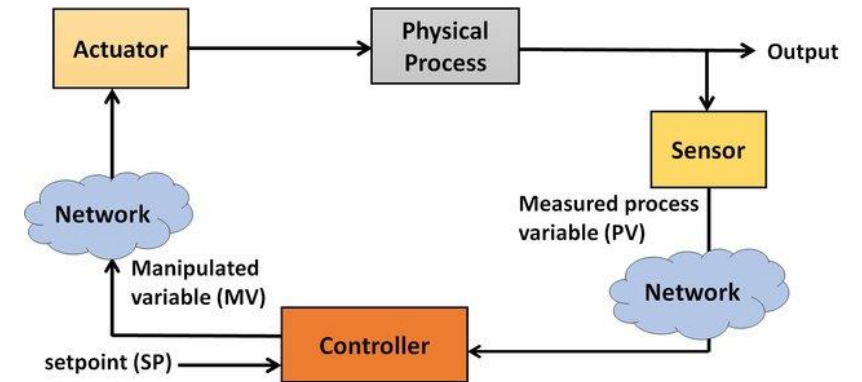 Actuator
Physical
Process
Output
Sensor
Network
Measured process
variable (PV)
Manipulated
variable (MV)
Network
setpoint (SP)
Controller